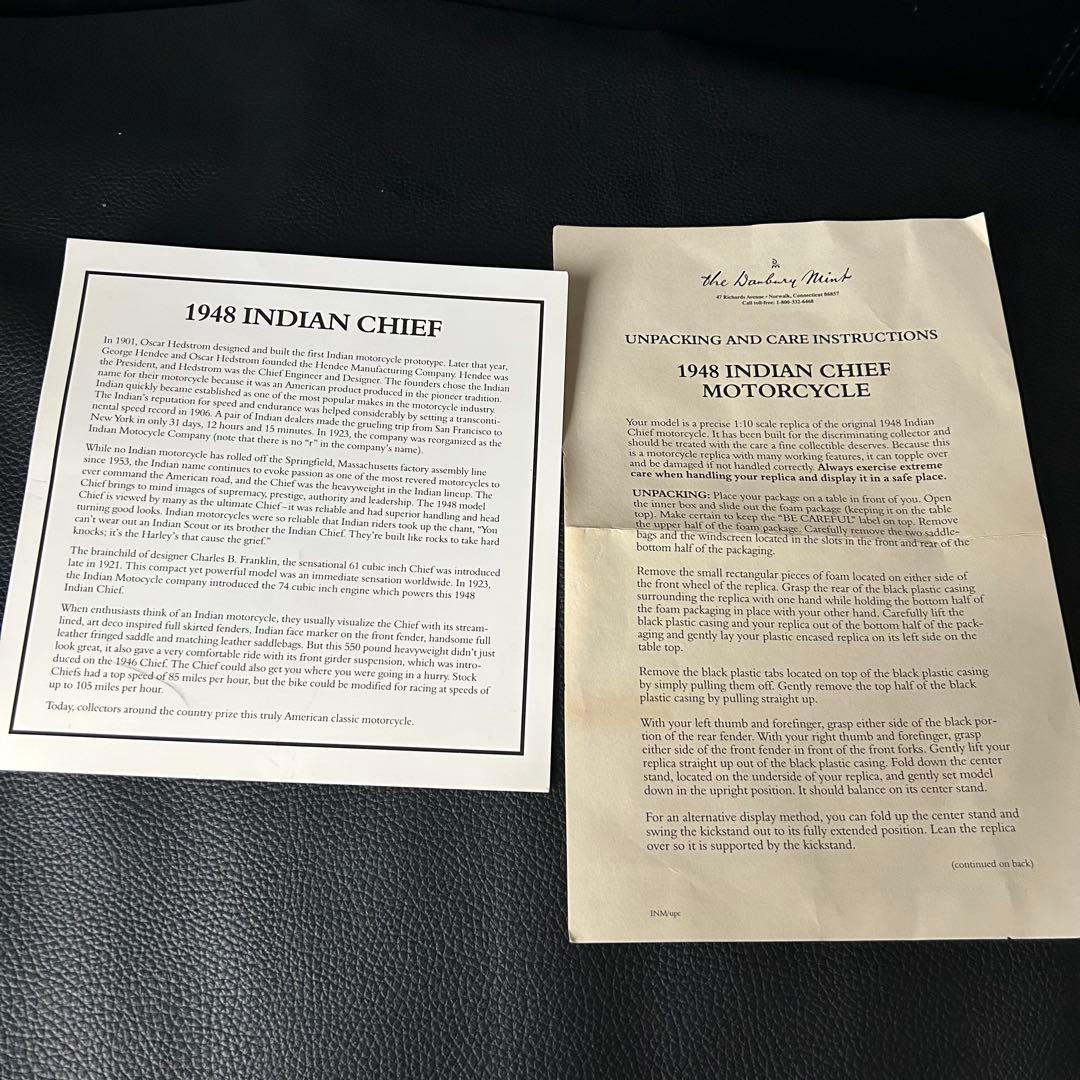 1948 INDIAN CHIEF
In 1901, Oscar Hedstrom designed and built the first Indian motorcycle prototype. Later that year,
George Hendee and Oscar Hedstrom founded the Hendee Manufacturing Company. Hendee was
the President, and Hedstrom was the Chief Engineer and Designer. The founders chose the Indian
name for their motorcycle because it was an American product produced in the pioneer tradition.
Indian quickly became established as one of the most popular makes in the motorcycle industry.
The Indian's reputation for speed and endurance was helped considerably by setting a transconti-
nental speed record in 1906. A pair of Indian dealers made the grueling trip from San Francisco to
New York in only 31 days, 12 hours and 15 minutes. In 1923, the company was reorganized as the
Indian Motocycle Company (note that there is no "r" in the company's name).
While no Indian motorcycle has rolled off the Springfield, Massachusetts factory assembly line
since 1953, the Indian name continues to evoke passion as one of the most revered motorcycles to
ever command the American road, and the Chief was the heavyweight in the Indian lineup. The
Chief brings to mind images of supremacy, prestige, authority and leadership. The 1948 model
Chief is viewed by many as the ultimate Chief–it was reliable and had superior handling and head
turning good looks. Indian motorcycles were so reliable that Indian riders took up the chant, "You
can't wear out an Indian Scout or its brother the Indian Chief. They're built like rocks to take hard
knocks; it's the Harley's that cause the grief."
The brainchild of designer Charles B. Franklin, the sensational 61 cubic inch Chief was introduced
late in 1921. This compact yet powerful model was an immediate sensation worldwide. In 1923,
the Indian Motocycle company introduced the 74 cubic inch engine which powers this 1948
Indian Chief.
When enthusiasts think of an Indian motorcycle, they usually visualize the Chief with its stream-
lined, art deco inspired full skirted fenders, Indian face marker on the front fender, handsome full
leather fringed saddle and matching leather saddlebags. But this 550 pound heavyweight didn't just
look great, it also gave a very comfortable ride with its front girder suspension, which was intro-
duced on the 1946 Chief. The Chief could also get you where you were going in a hurry. Stock
Chiefs had a top speed of 85 miles per hour, but the bike could be modified for racing at speeds of
up to 105 miles per hour.
Today, collectors around the country prize this truly American classic motorcycle.
the Danbury Mint
47 Richards Avenue • Norwalk, Connecticut 06857
Call toll-free: 1-800-332-6468
UNPACKING AND CARE INSTRUCTIONS
1948 INDIAN CHIEF
MOTORCYCLE
Your model is a precise 1:10 scale replica of the original 1948 Indian
Chief motorcycle. It has been built for the discriminating collector and
should be treated with the care a fine collectible deserves. Because this
is a motorcycle replica with many working features, it can topple over
and be damaged if not handled correctly. Always exercise extreme
care when handling your replica and display it in a safe place.
UNPACKING: Place your package on a table in front of you. Open
the inner box and slide out the foam package (keeping it on the table
top). Make certain to keep the "BE CAREFUL" label on top. Remove
the upper half of the foam package. Carefully remove the two saddle-
bags and the windscreen located in the slots in the front and rear of the
bottom half of the packaging.
Remove the small rectangular pieces of foam located on either side of
the front wheel of the replica. Grasp the rear of the black plastic casing
surrounding the replica with one hand while holding the bottom half of
the foam packaging in place with your other hand. Carefully lift the
black plastic casing and your replica out of the bottom half of the pack-
aging and gently lay your plastic encased replica on its left side on the
table top.
Remove the black plastic tabs located on top of the black plastic casing
by simply pulling them off. Gently remove the top half of the black
plastic casing by pulling straight up.
With your left thumb and forefinger, grasp either side of the black por-
tion of the rear fender. With your right thumb and forefinger, grasp
either side of the front fender in front of the front forks. Gently lift your
replica straight up out of the black plastic casing. Fold down the center
stand, located on the underside of your replica, and gently set model
down in the upright position. It should balance on its center stand.
For an alternative display method, you can fold up the center stand and
swing the kickstand out to its fully extended position. Lean the replica
over so it is supported by the kickstand.
(continued on back)
INM/upc